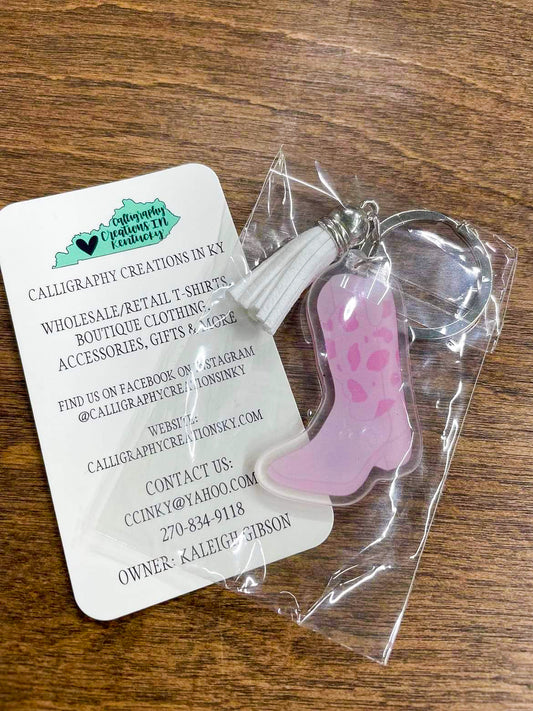 Calligraphy
Creations IN
Kentucky
CALLIGRAPHY CREATIONS IN KY
WHOLESALE/RETAIL T-SHIRTS
BOUTIQUE CLOTHING,
ACCESSORIES, GIFTS & MORE
FIND US ON FACEBOOK ON INSTAGRAM
@CALLIGRAPHYCREATIONSINKY
WEBSITE:
CALLIGRAPHYCREATIONSKY.COM
CONTACT US:
CCINKY@YAHOO.COM
270-834-9118
OWNER: KALEIGH GIBSON